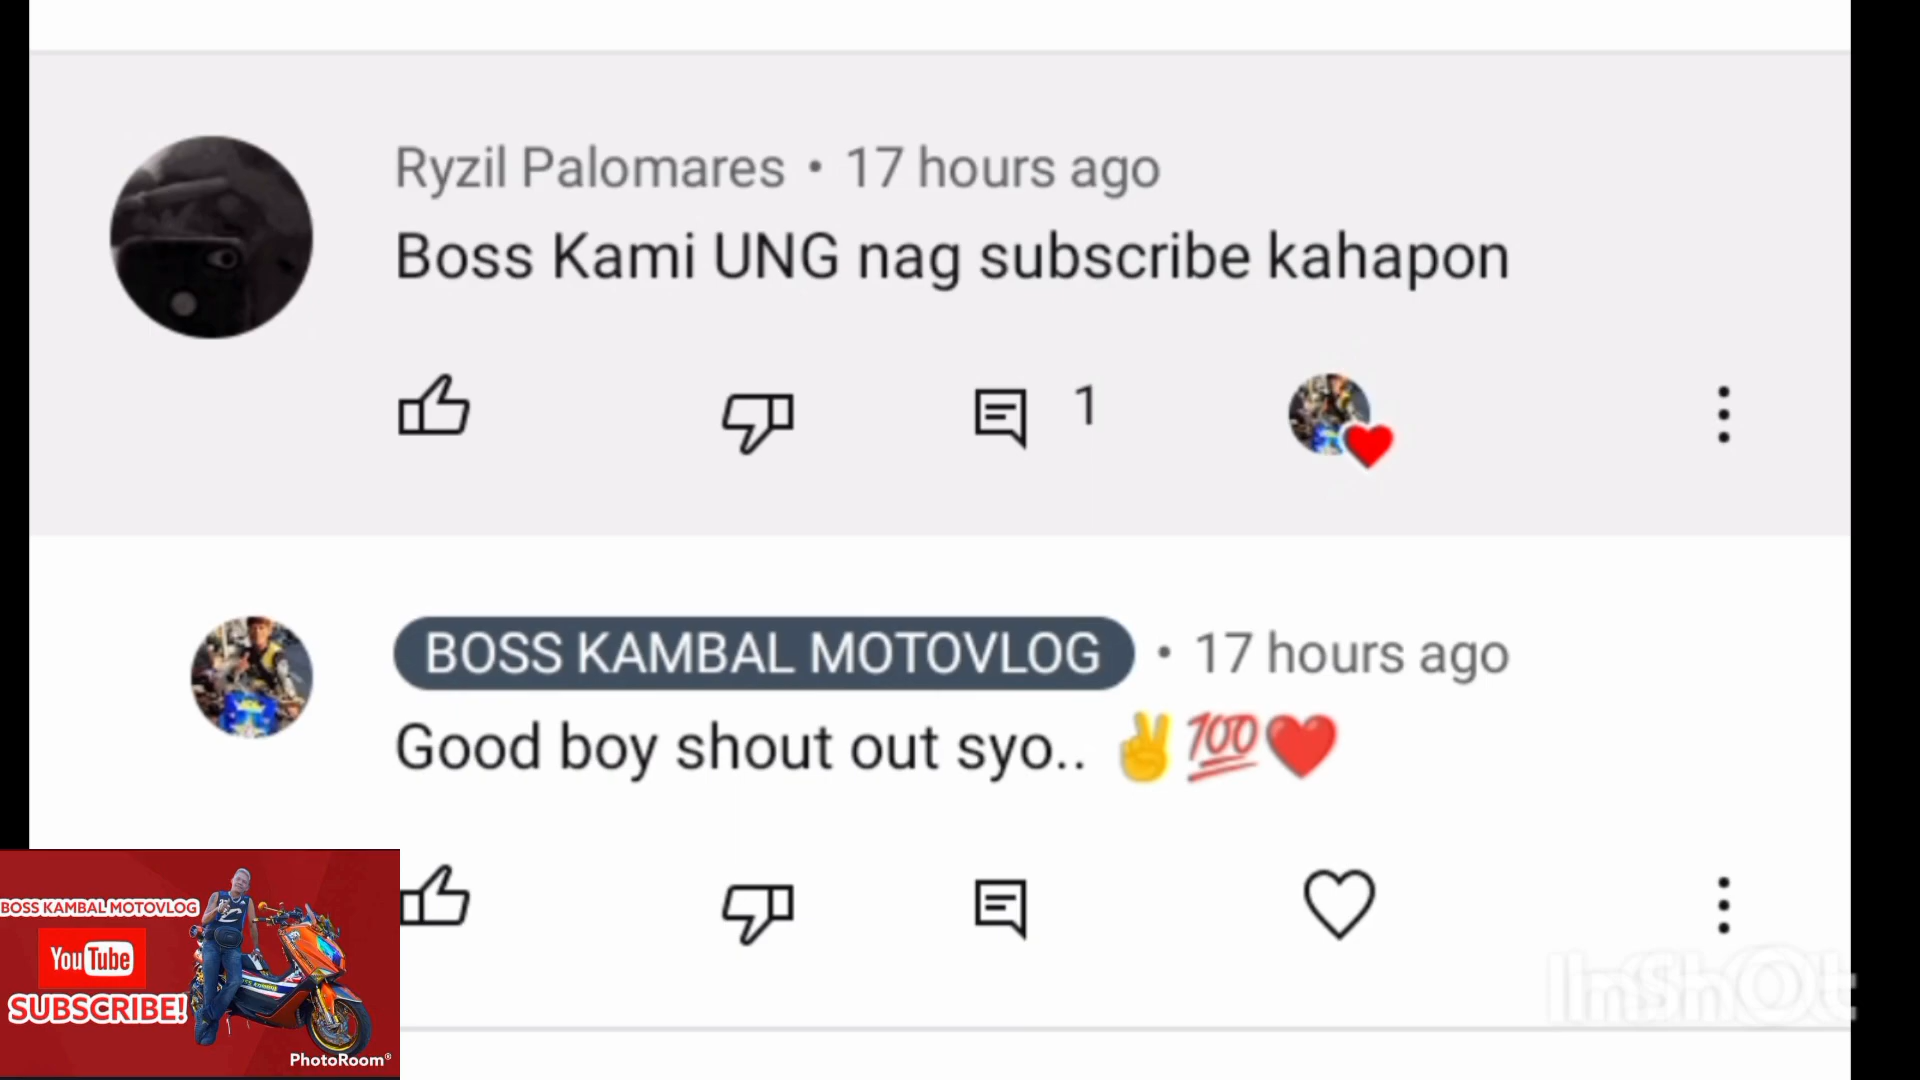 Ryzil Palomares • 17 hours ago
Boss Kami UNG nag subscribe kahapon
1
BOSS KAMBAL MOTOVLOG • 17 hours ago
Good boy shout out syo.. ✌️💯❤️
BOSS KAMBAL MOTOVLOG
YouTube
SUBSCRIBE!
PhotoRoom®
InShOt